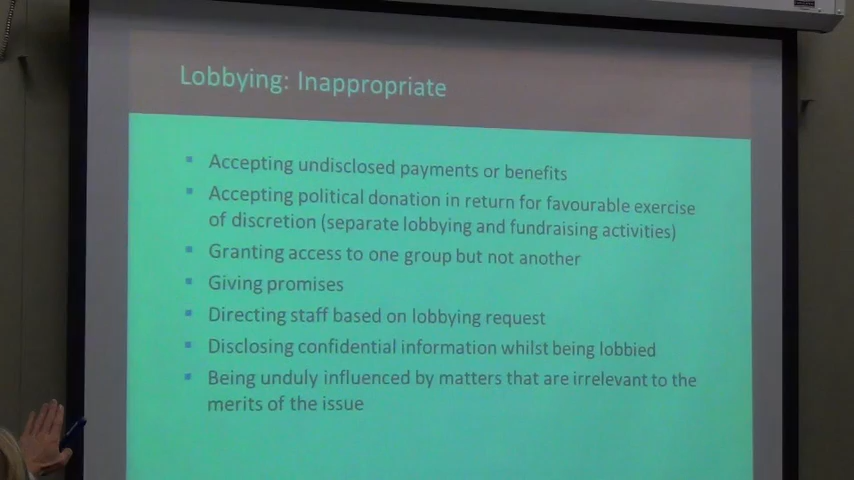 Lobbying: Inappropriate
▪ Accepting undisclosed payments or benefits
▪ Accepting political donation in return for favourable exercise
of discretion (separate lobbying and fundraising activities)
▪ Granting access to one group but not another
▪ Giving promises
▪ Directing staff based on lobbying request
▪ Disclosing confidential information whilst being lobbied
▪ Being unduly influenced by matters that are irrelevant to the
merits of the issue